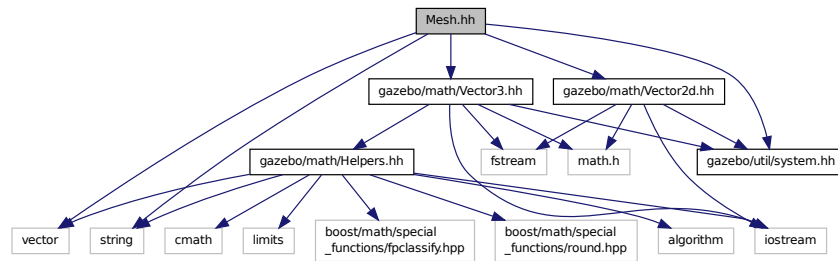 Mesh.hh
gazebo/math/Vector3.hh
gazebo/math/Vector2d.hh
gazebo/math/Helpers.hh
fstream
math.h
gazebo/util/system.hh
vector
string
cmath
limits
boost/math/special
_functions/fpclassify.hpp
boost/math/special
_functions/round.hpp
algorithm
iostream